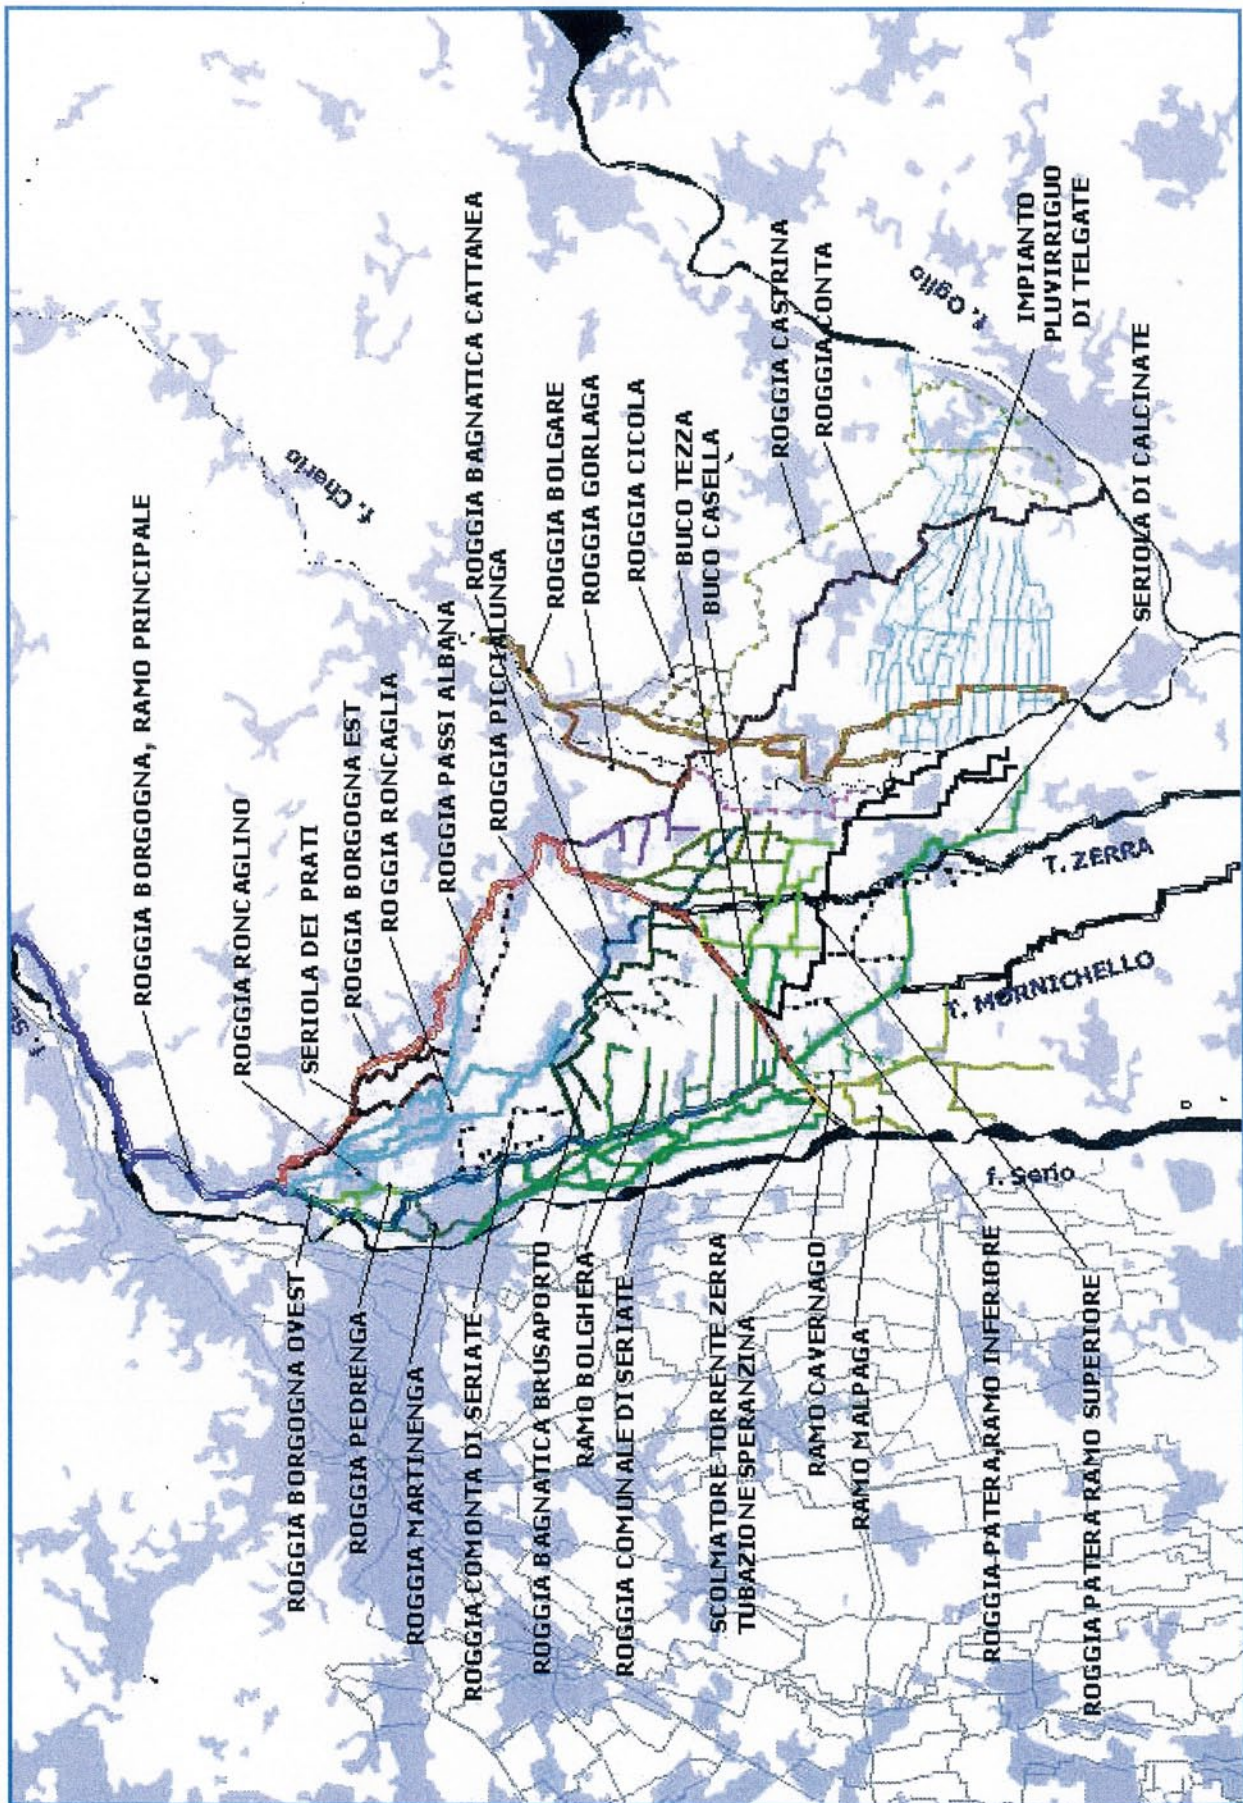 ROGGIA BORGOGNA, RAMO PRINCIPALE
ROGGIA RONCAGLINO
SERIOLA DEI PRATI
ROGGIA BORGOGNA EST
ROGGIA RONCAGLIA
ROGGIA PASSI ALBANA
ROGGIA BAGNATICA CATTANEA
ROGGIA PICCIALUNGA
ROGGIA BOLGARE
ROGGIA GORLAGA
ROGGIA CICOLA
BUCO TEZZA
BUCO CASELLÀ
ROGGIA CASTRINA
ROGGIA CONTA
IMPIANTO
PLUVIRRIGUO
DI TELGATE
SERIOLA DI CALCINATE
f. Cherio
f. Oglio
T. ZERRA
T. MORNICHELLO
f. Serio
ROGGIA BORGOGNA OVEST
ROGGIA PEDRENGA
ROGGIA MARTINENGA
ROGGIA COMONTA DI SERIATE
ROGGIA BAGNATICA BRUSAPORTO
RAMO BOLGHERA
ROGGIA COMUNALE DI SERIATE
SCOLMATORE TORRENTE ZERRA
TUBAZIONE SPERANZINA
RAMO CAVERNAGO
RAMO MALPAGA
ROGGIA PATERA,RAMO INFERIORE
ROGGIA PATERA RAMO SUPERIORE